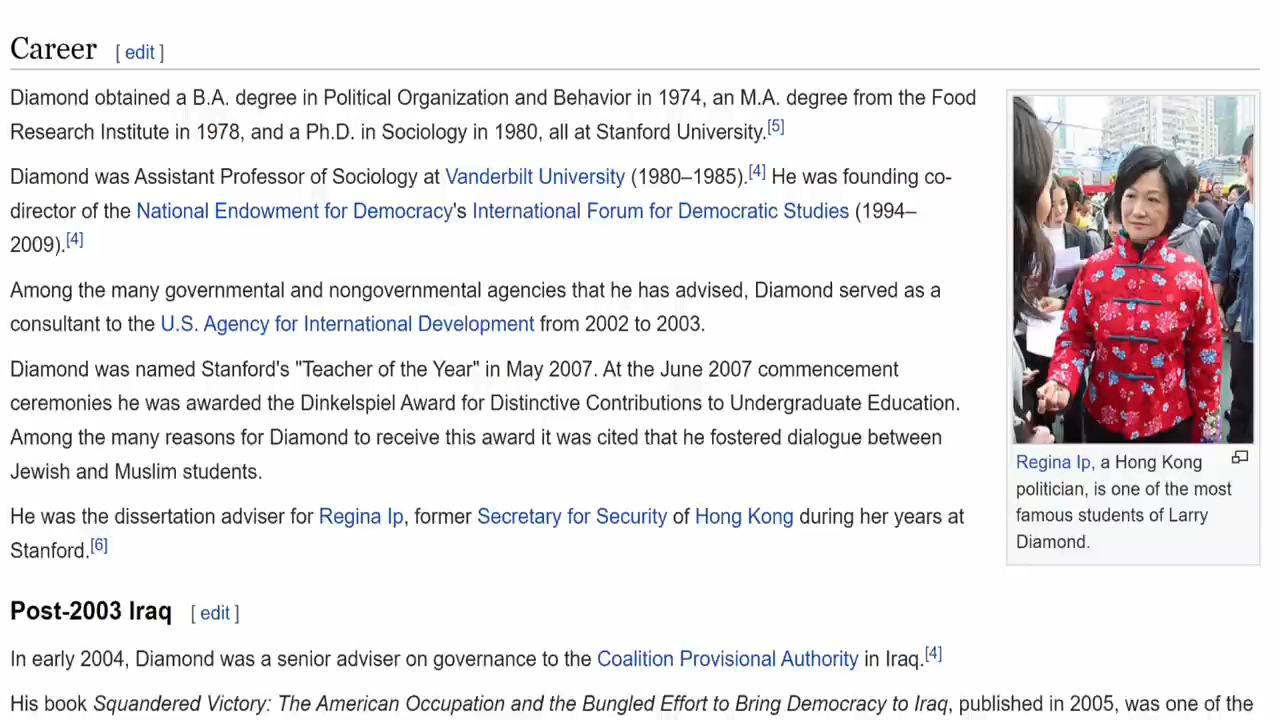 Career [ edit ]
Diamond obtained a B.A. degree in Political Organization and Behavior in 1974, an M.A. degree from the Food
Research Institute in 1978, and a Ph.D. in Sociology in 1980, all at Stanford University.[5]
Diamond was Assistant Professor of Sociology at Vanderbilt University (1980–1985).[4] He was founding co-
director of the National Endowment for Democracy's International Forum for Democratic Studies (1994–
2009).[4]
Among the many governmental and nongovernmental agencies that he has advised, Diamond served as a
consultant to the U.S. Agency for International Development from 2002 to 2003.
Diamond was named Stanford's "Teacher of the Year" in May 2007. At the June 2007 commencement
ceremonies he was awarded the Dinkelspiel Award for Distinctive Contributions to Undergraduate Education.
Among the many reasons for Diamond to receive this award it was cited that he fostered dialogue between
Jewish and Muslim students.
He was the dissertation adviser for Regina Ip, former Secretary for Security of Hong Kong during her years at
Stanford.[6]
Regina Ip, a Hong Kong
politician, is one of the most
famous students of Larry
Diamond.
Post-2003 Iraq [ edit ]
In early 2004, Diamond was a senior adviser on governance to the Coalition Provisional Authority in Iraq.[4]
His book Squandered Victory: The American Occupation and the Bungled Effort to Bring Democracy to Iraq, published in 2005, was one of the